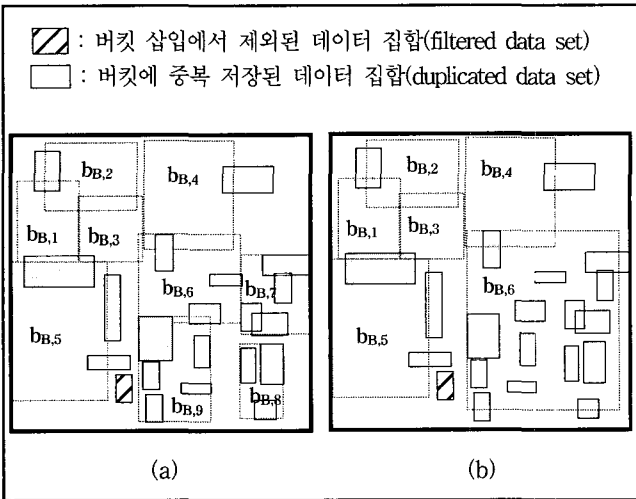 : 버킷 삽입에서 제외된 데이터 집합(filtered data set)
: 버킷에 중복 저장된 데이터 집합(duplicated data set)
bB,2
bB,4
bB,1
bB,3
bB,6
bB,7
bB,5
bB,9
bB,8
(a)
bB,2
bB,4
bB,1
bB,3
bB,6
bB,5
(b)